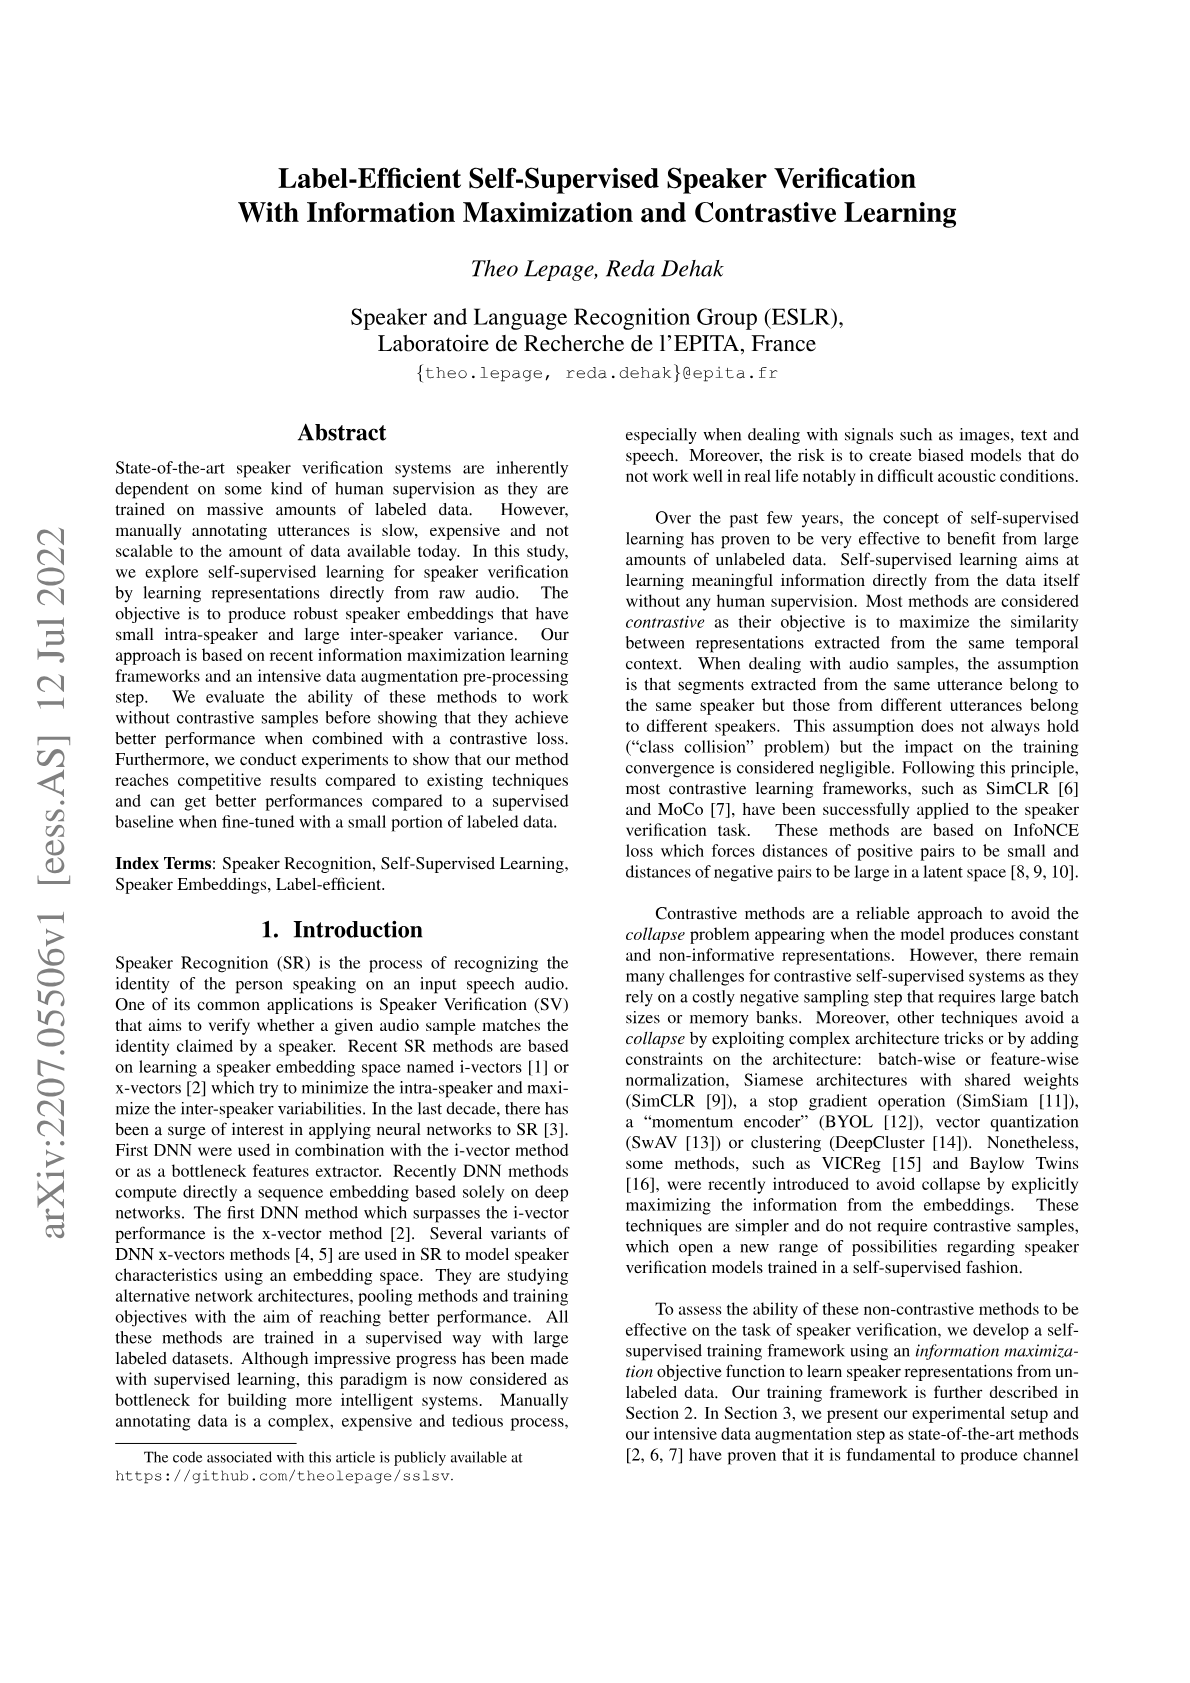 Label-Efficient Self-Supervised Speaker Verification
With Information Maximization and Contrastive Learning
Theo Lepage, Reda Dehak
Speaker and Language Recognition Group (ESLR),
Laboratoire de Recherche de l'EPITA, France
{theo.lepage, reda.dehak}@epita.fr
Abstract
State-of-the-art speaker verification systems are inherently
dependent on some kind of human supervision as they are
trained on massive amounts of labeled data. However,
manually annotating utterances is slow, expensive and not
scalable to the amount of data available today. In this study,
we explore self-supervised learning for speaker verification
by learning representations directly from raw audio. The
objective is to produce robust speaker embeddings that have
small intra-speaker and large inter-speaker variance. Our
approach is based on recent information maximization learning
frameworks and an intensive data augmentation pre-processing
step. We evaluate the ability of these methods to work
without contrastive samples before showing that they achieve
better performance when combined with a contrastive loss.
Furthermore, we conduct experiments to show that our method
reaches competitive results compared to existing techniques
and can get better performances compared to a supervised
baseline when fine-tuned with a small portion of labeled data.
Index Terms: Speaker Recognition, Self-Supervised Learning,
Speaker Embeddings, Label-efficient.
1. Introduction
Speaker Recognition (SR) is the process of recognizing the
identity of the person speaking on an input speech audio.
One of its common applications is Speaker Verification (SV)
that aims to verify whether a given audio sample matches the
identity claimed by a speaker. Recent SR methods are based
on learning a speaker embedding space named i-vectors [1] or
x-vectors [2] which try to minimize the intra-speaker and maxi-
mize the inter-speaker variabilities. In the last decade, there has
been a surge of interest in applying neural networks to SR [3].
First DNN were used in combination with the i-vector method
or as a bottleneck features extractor. Recently DNN methods
compute directly a sequence embedding based solely on deep
networks. The first DNN method which surpasses the i-vector
performance is the x-vector method [2]. Several variants of
DNN x-vectors methods [4, 5] are used in SR to model speaker
characteristics using an embedding space. They are studying
alternative network architectures, pooling methods and training
objectives with the aim of reaching better performance. All
these methods are trained in a supervised way with large
labeled datasets. Although impressive progress has been made
with supervised learning, this paradigm is now considered as
bottleneck for building more intelligent systems. Manually
annotating data is a complex, expensive and tedious process,
The code associated with this article is publicly available at
https://github.com/theolepage/sslsv.
especially when dealing with signals such as images, text and
speech. Moreover, the risk is to create biased models that do
not work well in real life notably in difficult acoustic conditions.
Over the past few years, the concept of self-supervised
learning has proven to be very effective to benefit from large
amounts of unlabeled data. Self-supervised learning aims at
learning meaningful information directly from the data itself
without any human supervision. Most methods are considered
contrastive as their objective is to maximize the similarity
between representations extracted from the same temporal
context. When dealing with audio samples, the assumption
is that segments extracted from the same utterance belong to
the same speaker but those from different utterances belong
to different speakers. This assumption does not always hold
(“class collision” problem) but the impact on the training
convergence is considered negligible. Following this principle,
most contrastive learning frameworks, such as SimCLR [6]
and MoCo [7], have been successfully applied to the speaker
verification task. These methods are based on InfoNCE
loss which forces distances of positive pairs to be small and
distances of negative pairs to be large in a latent space [8, 9, 10].
Contrastive methods are a reliable approach to avoid the
collapse problem appearing when the model produces constant
and non-informative representations. However, there remain
many challenges for contrastive self-supervised systems as they
rely on a costly negative sampling step that requires large batch
sizes or memory banks. Moreover, other techniques avoid a
collapse by exploiting complex architecture tricks or by adding
constraints on the architecture: batch-wise or feature-wise
normalization, Siamese architectures with shared weights
(SimCLR [9]), a stop gradient operation (SimSiam [11]),
a “momentum encoder” (BYOL [12]), vector quantization
(SwAV [13]) or clustering (DeepCluster [14]). Nonetheless,
some methods, such as VICReg [15] and Baylow Twins
[16], were recently introduced to avoid collapse by explicitly
maximizing the information from the embeddings. These
techniques are simpler and do not require contrastive samples,
which open a new range of possibilities regarding speaker
verification models trained in a self-supervised fashion.
To assess the ability of these non-contrastive methods to be
effective on the task of speaker verification, we develop a self-
supervised training framework using an information maximiza-
tion objective function to learn speaker representations from un-
labeled data. Our training framework is further described in
Section 2. In Section 3, we present our experimental setup and
our intensive data augmentation step as state-of-the-art methods
[2, 6, 7] have proven that it is fundamental to produce channel
arXiv:2207.05506v1 [eess.AS] 12 Jul 2022